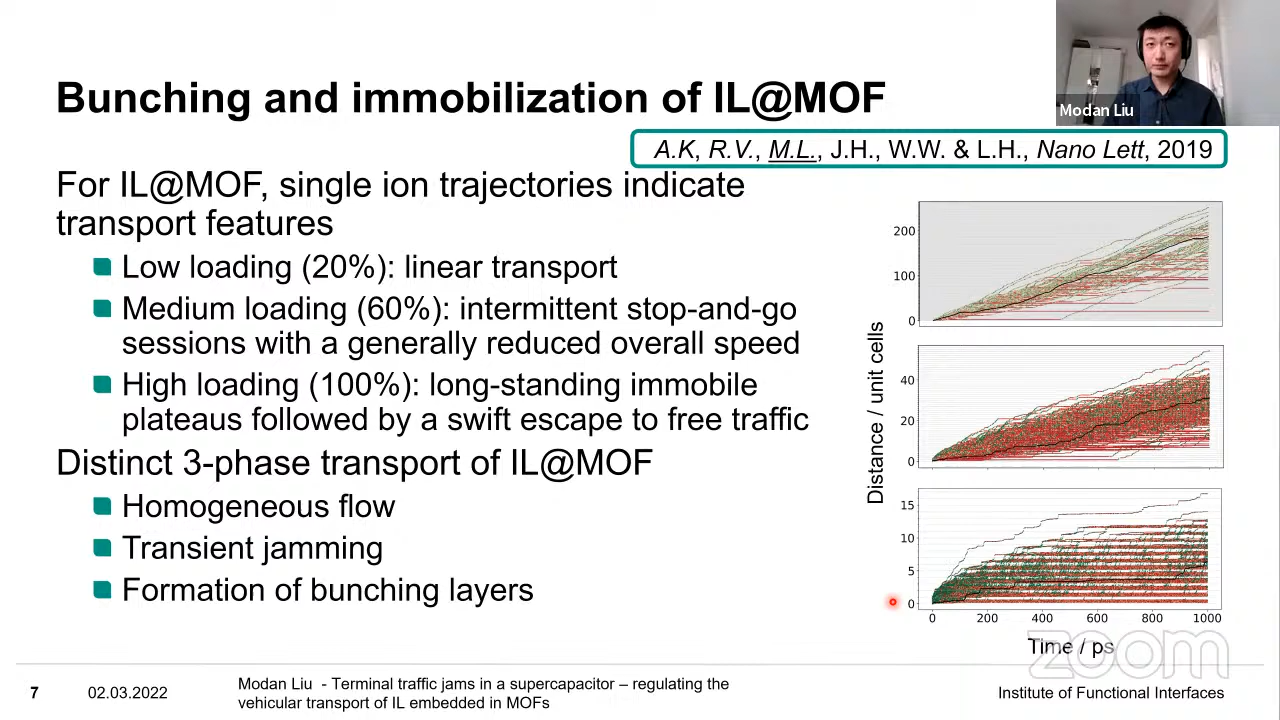 Modan Liu
Bunching and immobilization of IL@MOF
A.K, R.V., M.L., J.H., W.W. & L.H., Nano Lett, 2019
For IL@MOF, single ion trajectories indicate
transport features
Low loading (20%): linear transport
Medium loading (60%): intermittent stop-and-go
sessions with a generally reduced overall speed
High loading (100%): long-standing immobile
plateaus followed by a swift escape to free traffic
Distinct 3-phase transport of IL@MOF
Homogeneous flow
Transient jamming
Formation of bunching layers
Distance / unit cells
200
100
0
40
20
0
15
10
5
0
0 200 400 600 800 1000
Time / ps
zoom
7
02.03.2022
Modan Liu - Terminal traffic jams in a supercapacitor – regulating the
vehicular transport of IL embedded in MOFs
Institute of Functional Interfaces